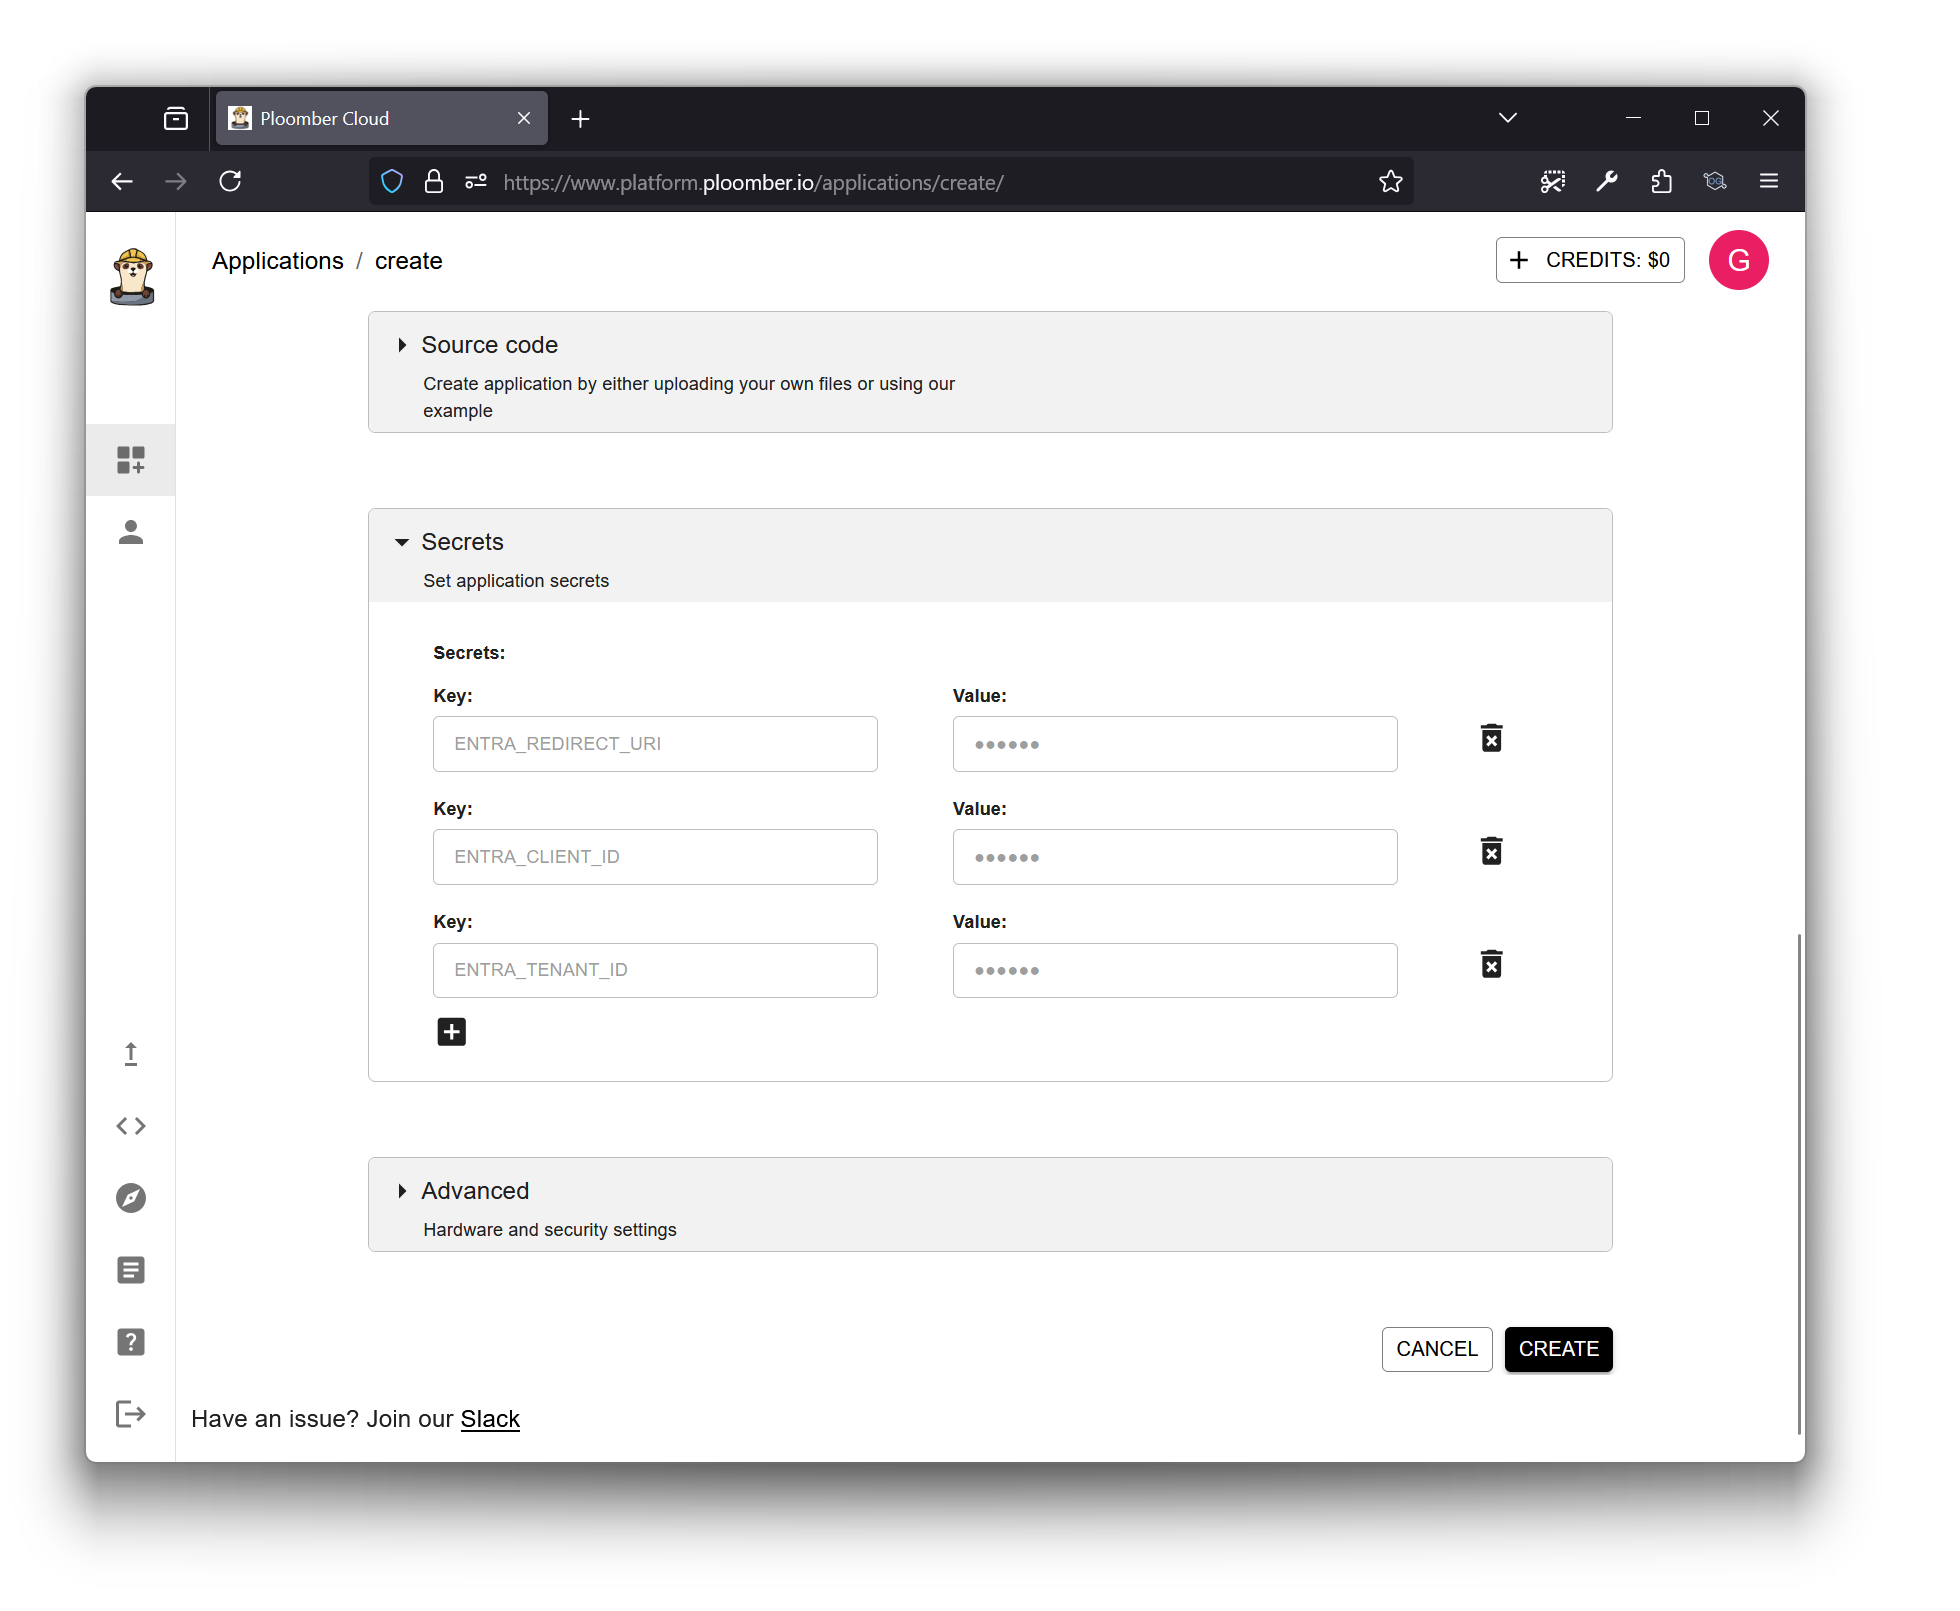 Ploomber Cloud
https://www.platform.ploomber.io/applications/create/
Applications / create
CREDITS: $0
G
Source code
Create application by either uploading your own files or using our
example
Secrets
Set application secrets
Secrets:
Key: Value:
ENTRA_REDIRECT_URI ••••••
Key: Value:
ENTRA_CLIENT_ID ••••••
Key: Value:
ENTRA_TENANT_ID ••••••
Advanced
Hardware and security settings
CANCEL CREATE
Have an issue? Join our Slack